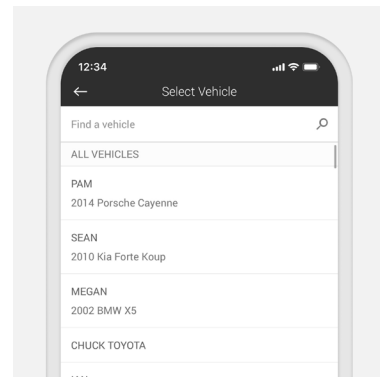 12:34
Select Vehicle
Find a vehicle
ALL VEHICLES
PAM
2014 Porsche Cayenne
SEAN
2010 Kia Forte Koup
MEGAN
2002 BMW X5
CHUCK TOYOTA